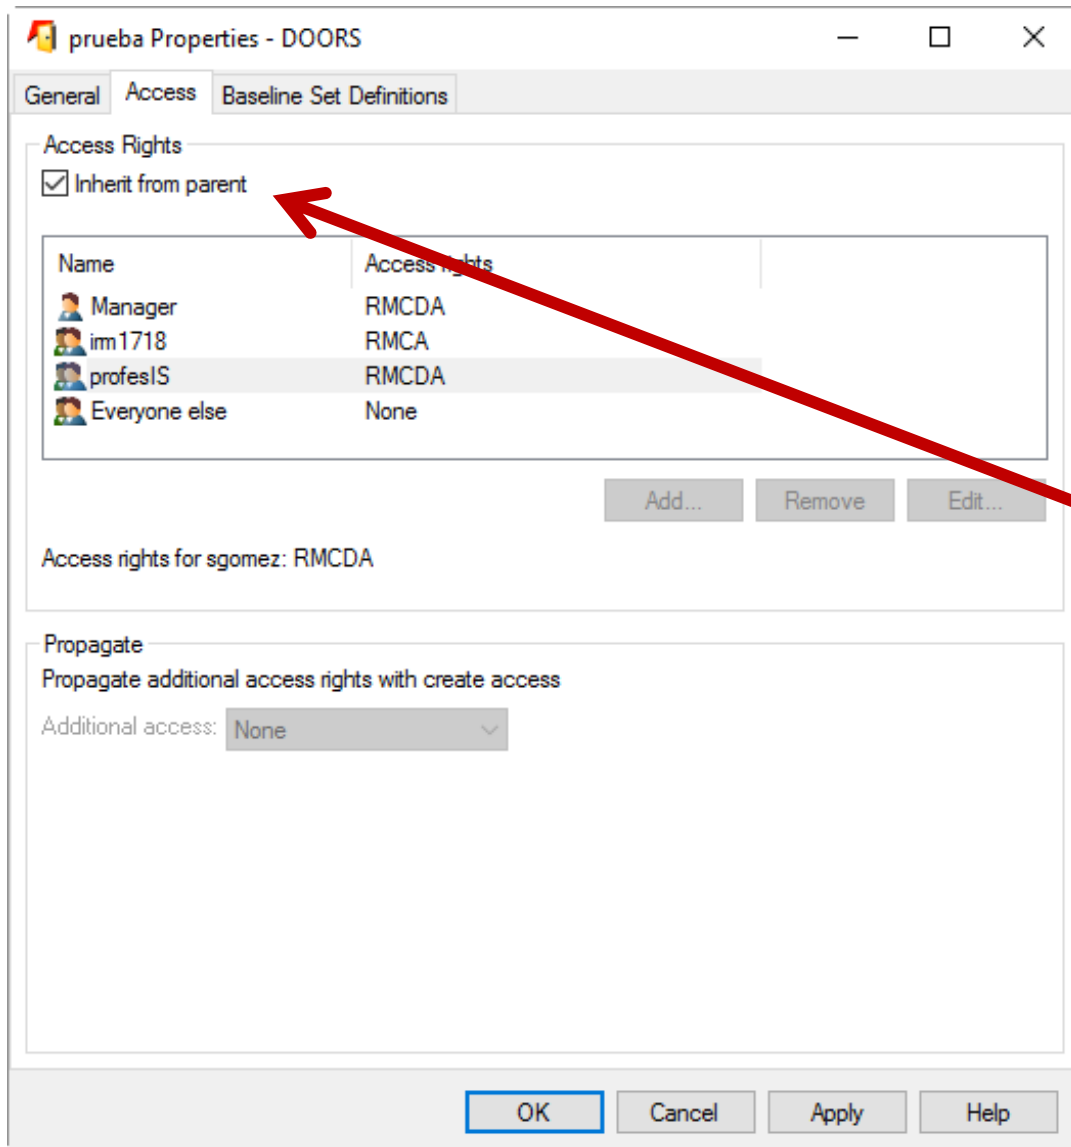 prueba Properties - DOORS
General Access Baseline Set Definitions
Access Rights
Inherit from parent
Name Access rights
Manager RMCDA
irm1718 RMCA
profesIS RMCDA
Everyone else None
Add... Remove Edit...
Access rights for sgomez: RMCDA
Propagate
Propagate additional access rights with create access
Additional access: None
OK Cancel Apply Help